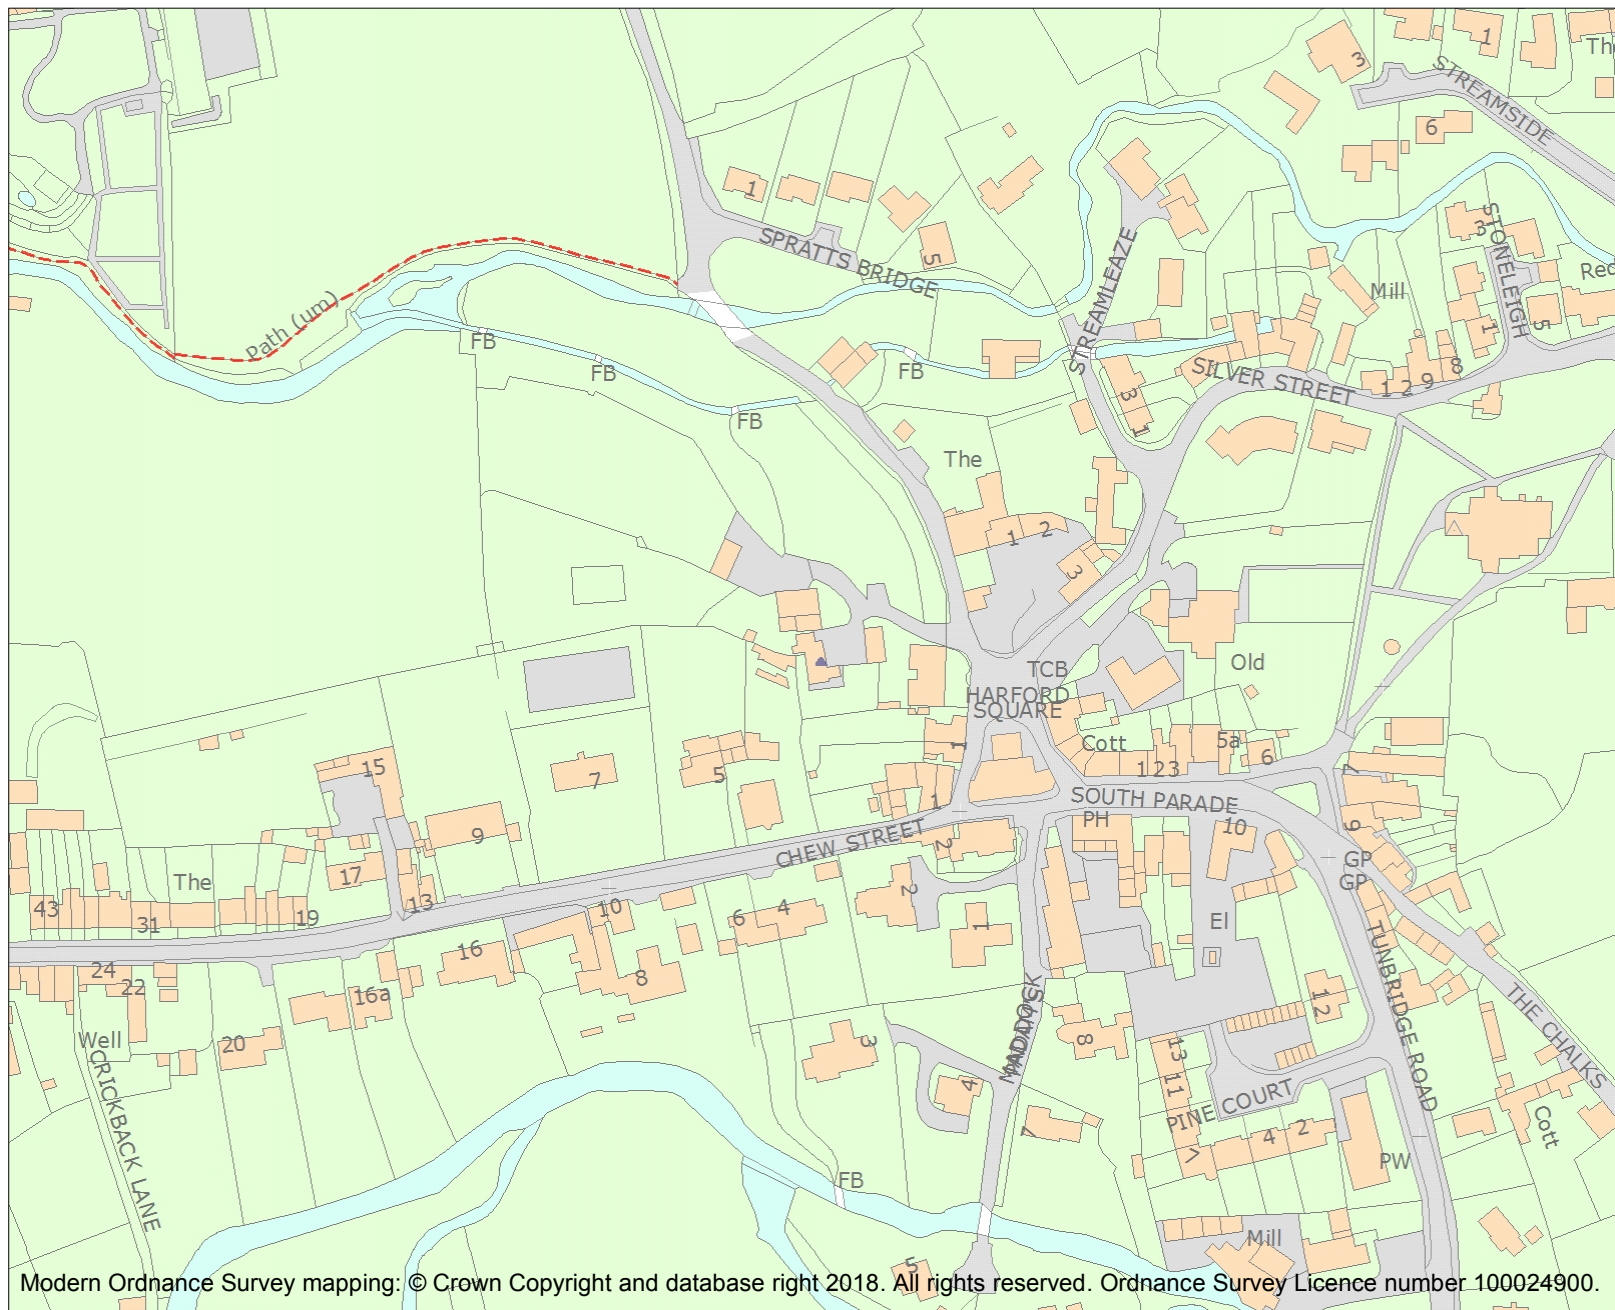 1
The
3
STREAMSIDE
6
1
3
STONELEIGH
SPRATTS BRIDGE
5
STREAMLEAZE
Red
Mill
Path (um)
1
5
FB
FB
FB
FB
SILVER STREET
1 2 9 8
3
1
The
1
2
3
TCB
Old
HARFORD
SQUARE
1
Cott
5a
6
1 2 3
15
7
5
1
7
SOUTH PARADE
PH
10
9
9
CHEW STREET
2
GP
GP
17
The
13
2
43
31
19
10
6
4
1
El
16
24
22
8
16a
TUNBRIDGE ROAD
THE CHALKS
12
Well
20
3
8
13
11
4
CRICKBACK LANE
PINE COURT
7
4 2
7
Cott
PW
FB
Mill
5
Modern Ordnance Survey mapping: © Crown Copyright and database right 2018. All rights reserved. Ordnance Survey Licence number 100024900.